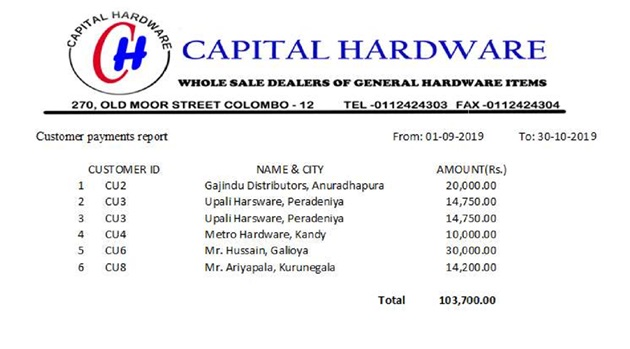 CAPITAL HARDWARE
CH
CAPITAL HARDWARE
WHOLE SALE DEALERS OF GENERAL HARDWARE ITEMS
270, OLD MOOR STREET COLOMBO - 12 TEL -0112424303 FAX -0112424304
Customer payments report From: 01-09-2019 To: 30-10-2019
CUSTOMER ID NAME & CITY AMOUNT(Rs.)
1 CU2 Gajindu Distributors, Anuradhapura 20,000.00
2 CU3 Upali Harsware, Peradeniya 14,750.00
3 CU3 Upali Harsware, Peradeniya 14,750.00
4 CU4 Metro Hardware, Kandy 10,000.00
5 CU6 Mr. Hussain, Galioya 30,000.00
6 CU8 Mr. Ariyapala, Kurunegala 14,200.00
Total 103,700.00